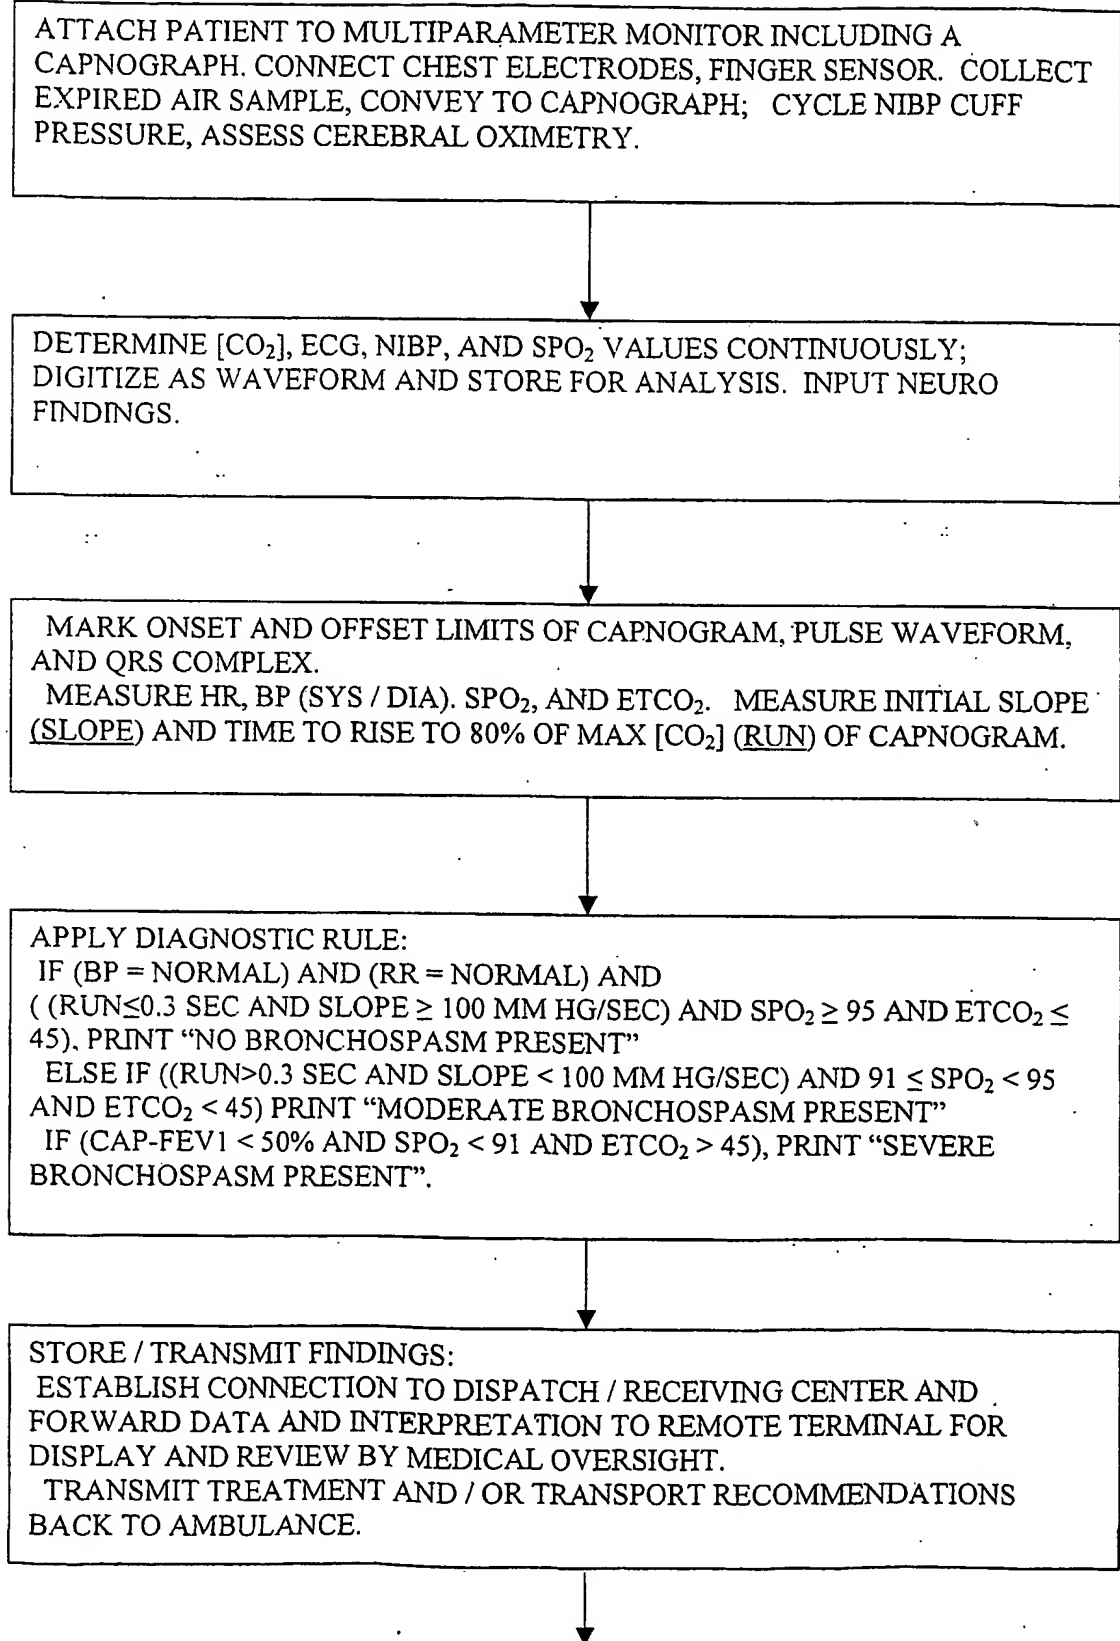 ATTACH PATIENT TO MULTIPARAMETER MONITOR INCLUDING A
CAPNOGRAPH. CONNECT CHEST ELECTRODES, FINGER SENSOR. COLLECT
EXPIRED AIR SAMPLE, CONVEY TO CAPNOGRAPH; CYCLE NIBP CUFF
PRESSURE, ASSESS CEREBRAL OXIMETRY.
DETERMINE [CO₂], ECG, NIBP, AND SPO₂ VALUES CONTINUOUSLY;
DIGITIZE AS WAVEFORM AND STORE FOR ANALYSIS. INPUT NEURO
FINDINGS.
MARK ONSET AND OFFSET LIMITS OF CAPNOGRAM, PULSE WAVEFORM,
AND QRS COMPLEX.
MEASURE HR, BP (SYS / DIA). SPO₂, AND ETCO₂. MEASURE INITIAL SLOPE
(SLOPE) AND TIME TO RISE TO 80% OF MAX [CO₂] (RUN) OF CAPNOGRAM.
APPLY DIAGNOSTIC RULE:
IF (BP = NORMAL) AND (RR = NORMAL) AND
( (RUN≤0.3 SEC AND SLOPE ≥ 100 MM HG/SEC) AND SPO₂ ≥ 95 AND ETCO₂ ≤
45), PRINT “NO BRONCHOSPASM PRESENT”
ELSE IF ((RUN>0.3 SEC AND SLOPE < 100 MM HG/SEC) AND 91 ≤ SPO₂ < 95
AND ETCO₂ < 45) PRINT “MODERATE BRONCHOSPASM PRESENT”
IF (CAP-FEV1 < 50% AND SPO₂ < 91 AND ETCO₂ > 45), PRINT “SEVERE
BRONCHOSPASM PRESENT”.
STORE / TRANSMIT FINDINGS:
ESTABLISH CONNECTION TO DISPATCH / RECEIVING CENTER AND
FORWARD DATA AND INTERPRETATION TO REMOTE TERMINAL FOR
DISPLAY AND REVIEW BY MEDICAL OVERSIGHT.
TRANSMIT TREATMENT AND / OR TRANSPORT RECOMMENDATIONS
BACK TO AMBULANCE.